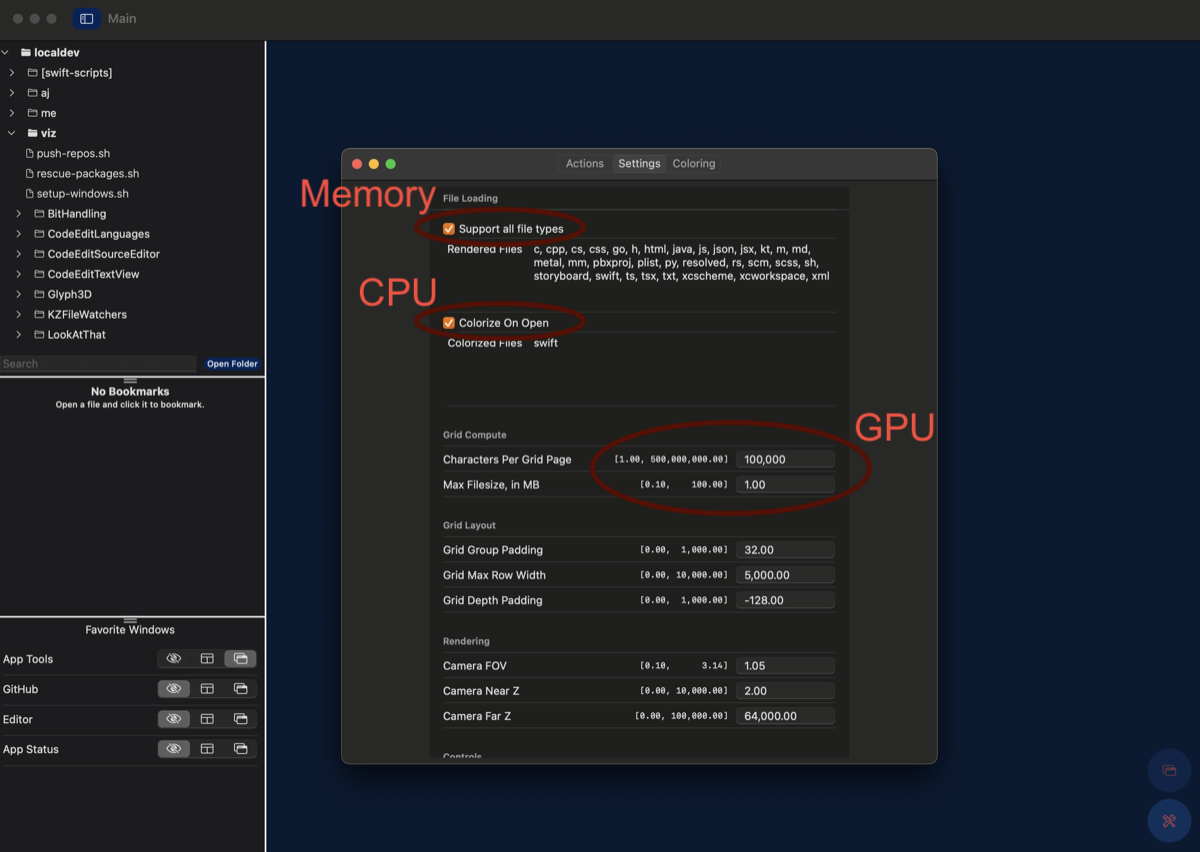 Main
localdev
[swift-scripts]
aj
me
viz
push-repos.sh
rescue-packages.sh
setup-windows.sh
BitHandling
CodeEditLanguages
CodeEditSourceEditor
CodeEditTextView
Glyph3D
KZFileWatchers
LookAtThat
Search Open Folder
No Bookmarks
Open a file and click it to bookmark.
Favorite Windows
App Tools
GitHub
Editor
App Status
Actions Settings Coloring
Memory
File Loading
Support all file types
Rendered Files c, cpp, cs, css, go, h, html, java, js, json, jsx, kt, m, md,
metal, mm, pbxproj, plist, py, resolved, rs, scm, scss, sh,
storyboard, swift, ts, tsx, txt, xcscheme, xcworkspace, xml
CPU
Colorize On Open
Colorized Files swift
GPU
Grid Compute
Characters Per Grid Page [1.00, 500,000,000.00] 100,000
Max Filesize, in MB [0.10, 100.00] 1.00
Grid Layout
Grid Group Padding [0.00, 1,000.00] 32.00
Grid Max Row Width [0.00, 10,000.00] 5,000.00
Grid Depth Padding [0.00, 1,000.00] -128.00
Rendering
Camera FOV [0.10, 3.14] 1.05
Camera Near Z [0.00, 10,000.00] 2.00
Camera Far Z [0.00, 100,000.00] 64,000.00
Controls